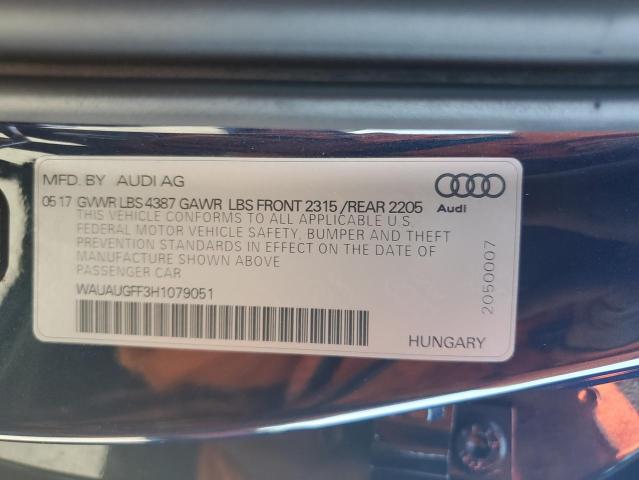 MFD. BY AUDI AG
05 17 GVWR LBS 4387 GAWR LBS FRONT 2315 /REAR 2205
THIS VEHICLE CONFORMS TO ALL APPLICABLE U.S.
FEDERAL MOTOR VEHICLE SAFETY, BUMPER AND THEFT
PREVENTION STANDARDS IN EFFECT ON THE DATE OF
MANUFACTURE SHOWN ABOVE
PASSENGER CAR
WAUAUGFF3H1079051
Audi
2050007
HUNGARY